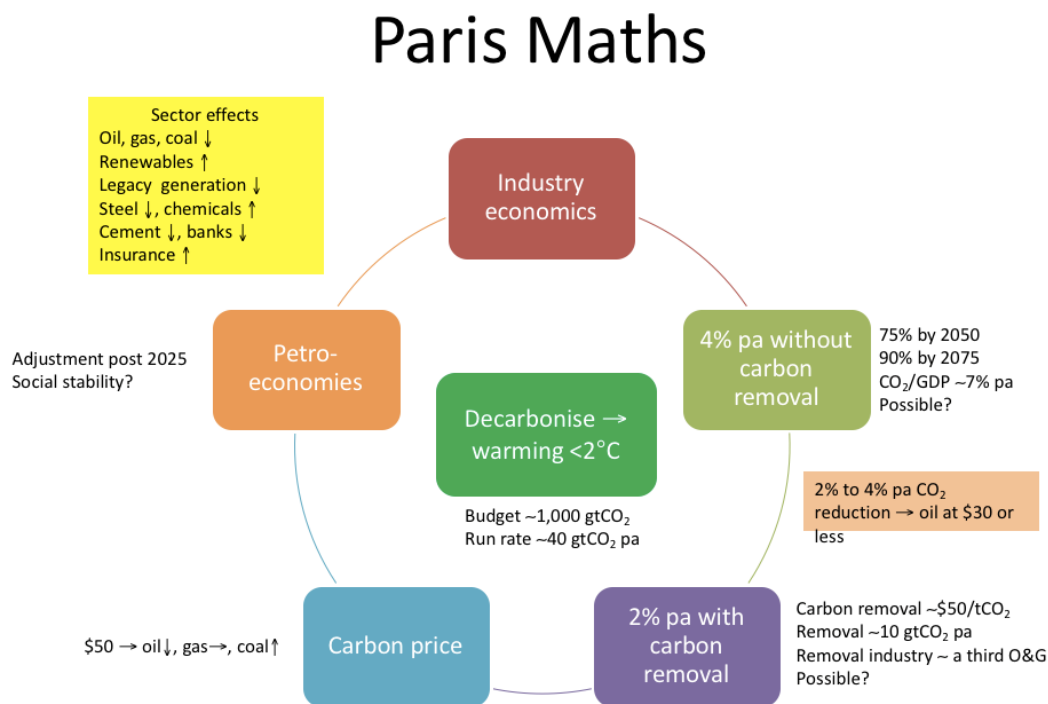 Paris Maths
Sector effects
Oil, gas, coal ↓
Renewables ↑
Legacy generation ↓
Steel ↓, chemicals ↑
Cement ↓, banks ↓
Insurance ↑
Industry
economics
Petro-
economies
Adjustment post 2025
Social stability?
4% pa without
carbon
removal
75% by 2050
90% by 2075
CO₂/GDP ~7% pa
Possible?
Decarbonise →
warming <2°C
Budget ~1,000 gtCO₂
Run rate ~40 gtCO₂ pa
2% to 4% pa CO₂
reduction → oil at $30 or
less
Carbon price
$50 → oil↓, gas→, coal↑
2% pa with
carbon
removal
Carbon removal ~$50/tCO₂
Removal ~10 gtCO₂ pa
Removal industry ~ a third O&G
Possible?